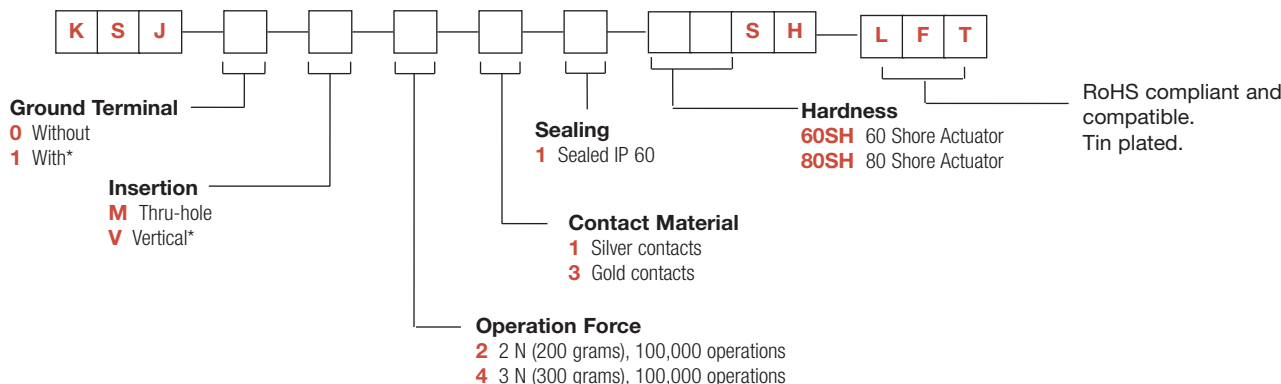 K S J S H L F T
Ground Terminal
0 Without
1 With*
Insertion
M Thru-hole
V Vertical*
Operation Force
2 2 N (200 grams), 100,000 operations
4 3 N (300 grams), 100,000 operations
Contact Material
1 Silver contacts
3 Gold contacts
Sealing
1 Sealed IP 60
Hardness
60SH 60 Shore Actuator
80SH 80 Shore Actuator
RoHS compliant and
compatible.
Tin plated.